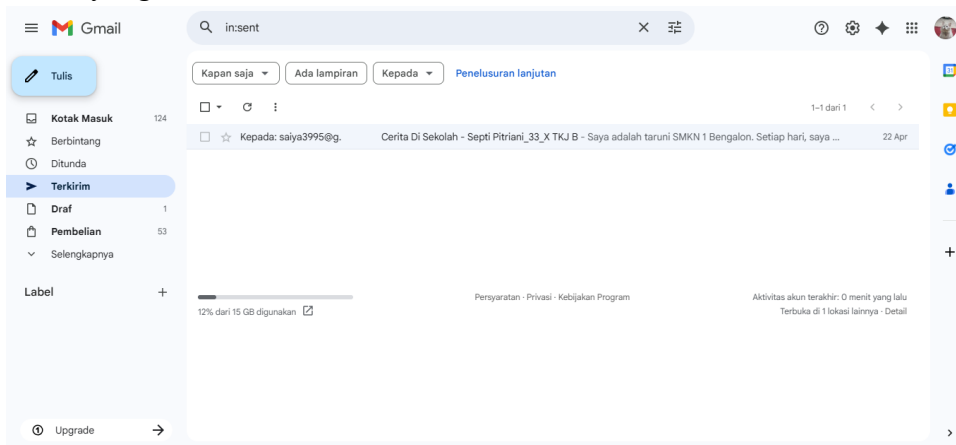 Gmail
in:sent
Tulis
Kapan saja
Ada lampiran
Kepada
Penelusuran lanjutan
1–1 dari 1
Kotak Masuk 124
Kepada: saiya3995@g. Cerita Di Sekolah - Septi Pitriani_33_X TKJ B - Saya adalah taruni SMKN 1 Bengalon. Setiap hari, saya ... 22 Apr
Berbintang
Ditunda
Terkirim
Draf 1
Pembelian 53
Selengkapnya
Label
12% dari 15 GB digunakan
Persyaratan · Privasi · Kebijakan Program
Aktivitas akun terakhir: 0 menit yang lalu
Terbuka di 1 lokasi lainnya · Detail
Upgrade